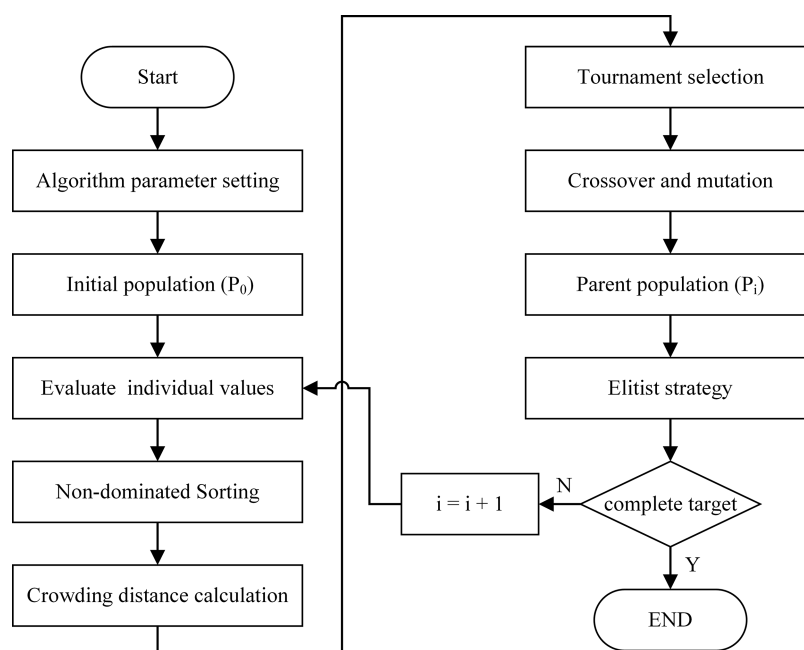 Start
Algorithm parameter setting
Initial population (P₀)
Evaluate individual values
Non-dominated Sorting
Crowding distance calculation
Tournament selection
Crossover and mutation
Parent population (Pᵢ)
Elitist strategy
complete target
N
i = i + 1
Y
END